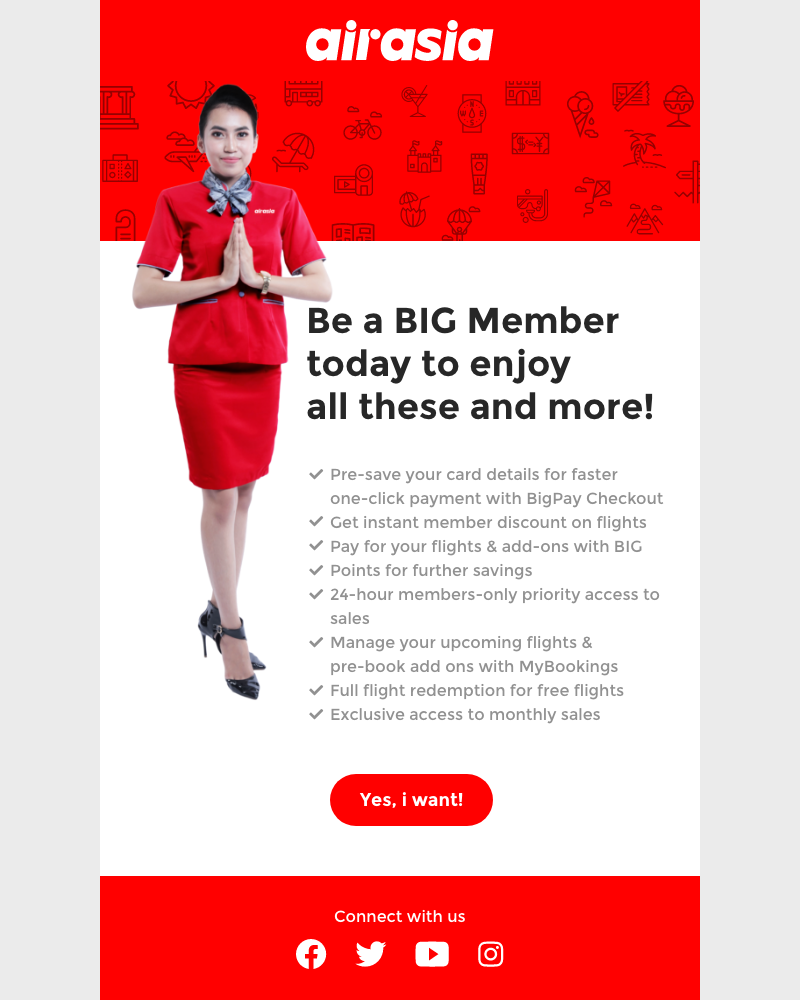 airasia
airasia
Be a BIG Member
today to enjoy
all these and more!
Pre-save your card details for faster
one-click payment with BigPay Checkout
Get instant member discount on flights
Pay for your flights & add-ons with BIG
Points for further savings
24-hour members-only priority access to
sales
Manage your upcoming flights &
pre-book add ons with MyBookings
Full flight redemption for free flights
Exclusive access to monthly sales
Yes, i want!
Connect with us